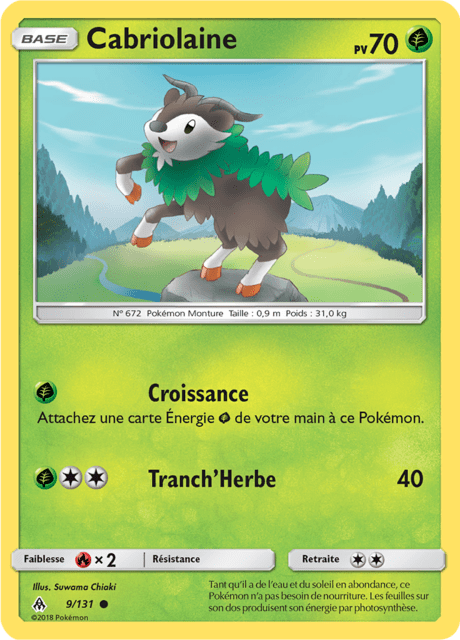 BASE Cabriolaine PV 70
N° 672 Pokémon Monture Taille : 0,9 m Poids : 31,0 kg
Croissance
Attachez une carte Énergie de votre main à ce Pokémon.
Tranch'Herbe 40
Faiblesse × 2 Résistance Retraite
Illus. Suwama Chiaki
9/131
©2018 Pokémon
Tant qu'il a de l'eau et du soleil en abondance, ce
Pokémon n'a pas besoin de nourriture. Les feuilles sur
son dos produisent son énergie par photosynthèse.